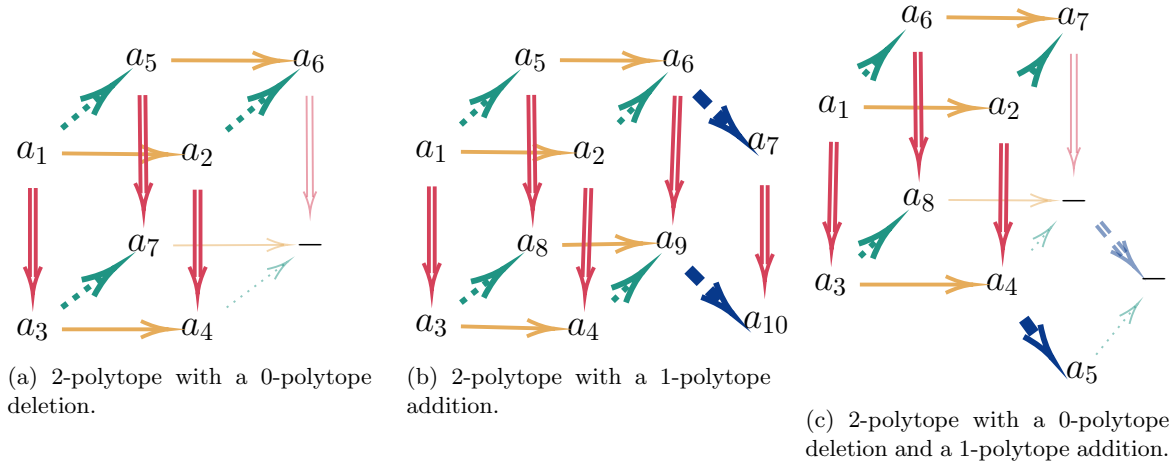 a5 a6
a1 a2
a7 –
a3 a4
(a) 2-polytope with a 0-polytope
deletion.
a5 a6
a7
a1 a2
a8 a9
a3 a4 a10
(b) 2-polytope with a 1-polytope
addition.
a6 a7
a1 a2
a8 –
a3 a4 –
a5
(c) 2-polytope with a 0-polytope
deletion and a 1-polytope addition.